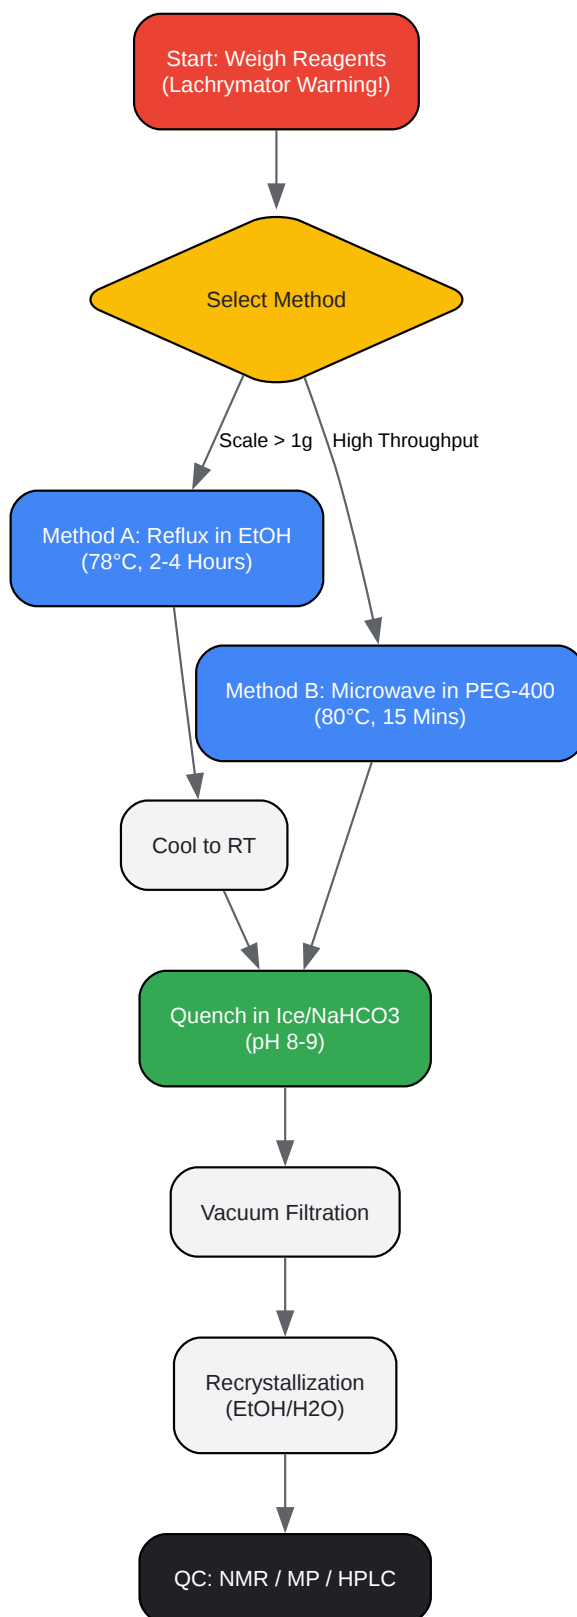 Start: Weigh Reagents
(Lachrymator Warning!)
Select Method
Scale > 1g
High Throughput
Method A: Reflux in EtOH
(78°C, 2-4 Hours)
Method B: Microwave in PEG-400
(80°C, 15 Mins)
Cool to RT
Quench in Ice/NaHCO3
(pH 8-9)
Vacuum Filtration
Recrystallization
(EtOH/H2O)
QC: NMR / MP / HPLC